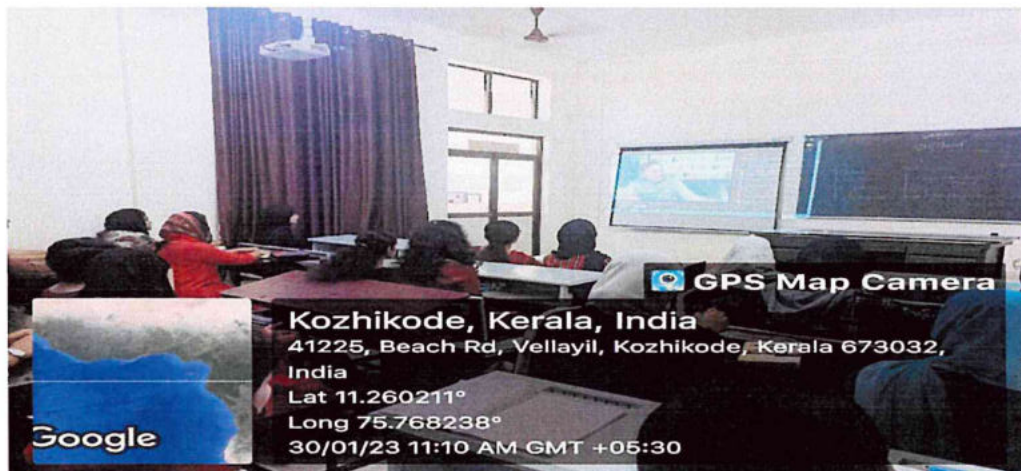 GPS Map Camera
Kozhikode, Kerala, India
41225, Beach Rd, Vellayil, Kozhikode, Kerala 673032,
India
Lat 11.260211°
Long 75.768238°
30/01/23 11:10 AM GMT +05:30
Google